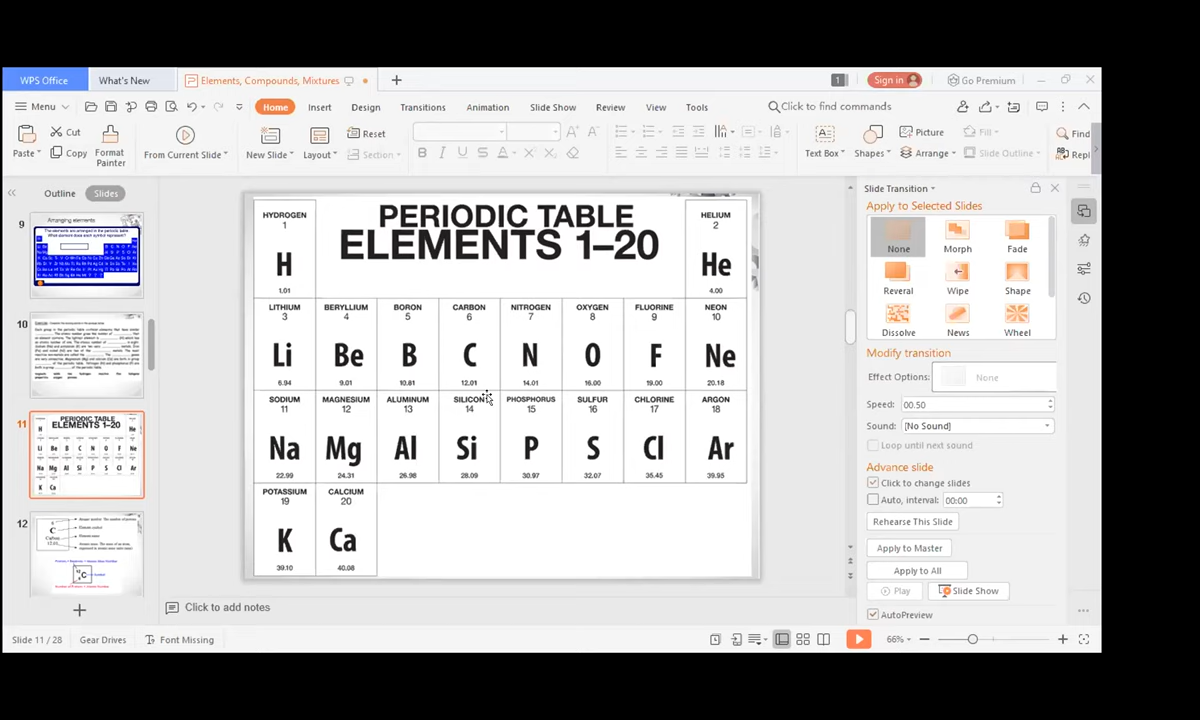 WPS Office What's New Elements, Compounds, Mixtures 1 Sign in Go Premium
Menu Home Insert Design Transitions Animation Slide Show Review View Tools Click to find commands
Paste Cut Copy Format Painter From Current Slide New Slide Layout Reset Section B I U S A X² X₂ Text Box Shapes Picture Arrange Fill Slide Outline Find Repl
Outline Slides
9
Arranging elements
10
11
PERIODIC TABLE
ELEMENTS 1–20
12
PERIODIC TABLE
ELEMENTS 1–20
HYDROGEN HELIUM
1 2
H He
1.01 4.00
LITHIUM BERYLLIUM BORON CARBON NITROGEN OXYGEN FLUORINE NEON
3 4 5 6 7 8 9 10
Li Be B C N O F Ne
6.94 9.01 10.81 12.01 14.01 16.00 19.00 20.18
SODIUM MAGNESIUM ALUMINUM SILICON PHOSPHORUS SULFUR CHLORINE ARGON
11 12 13 14 15 16 17 18
Na Mg Al Si P S Cl Ar
22.99 24.31 26.98 28.09 30.97 32.07 35.45 39.95
POTASSIUM CALCIUM
19 20
K Ca
39.10 40.08
Click to add notes
Slide Transition
Apply to Selected Slides
None Morph Fade
Reveral Wipe Shape
Dissolve News Wheel
Modify transition
Effect Options: None
Speed: 00.50
Sound: [No Sound]
Loop until next sound
Advance slide
Click to change slides
Auto, interval: 00:00
Rehearse This Slide
Apply to Master
Apply to All
Play Slide Show
AutoPreview
Slide 11 / 28 Gear Drives Font Missing 66%